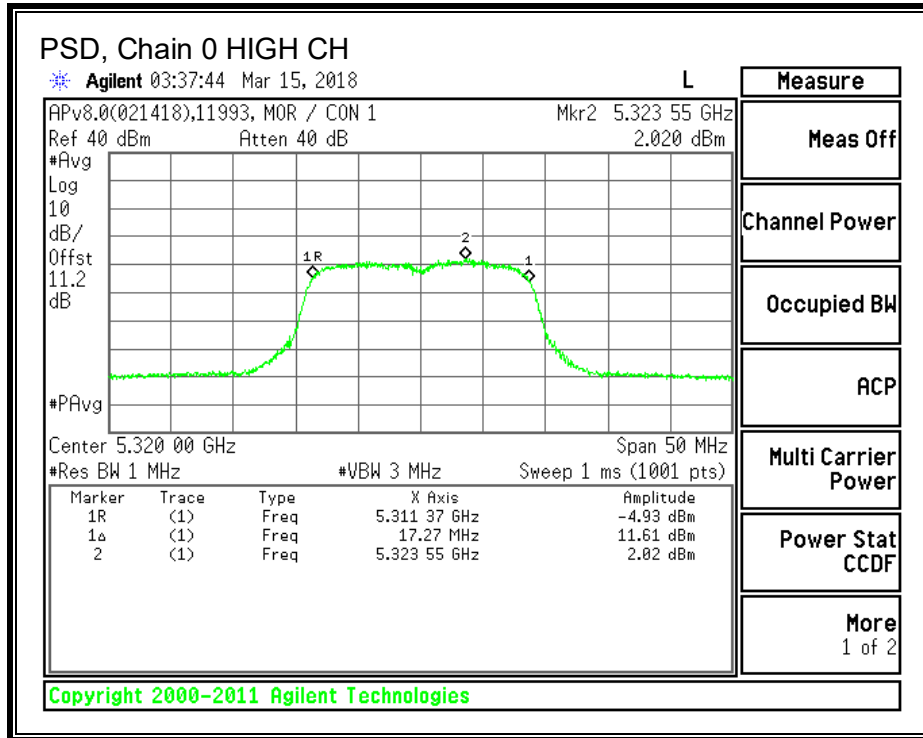 PSD, Chain 0 HIGH CH
Agilent 03:37:44 Mar 15, 2018 L
APv8.0(021418),11993, MOR / CON 1 Mkr2 5.323 55 GHz
Ref 40 dBm Atten 40 dB 2.020 dBm
#Avg
Log
10
dB/
Offst
11.2
dB
#PAvg
1R
2
1
Center 5.320 00 GHz Span 50 MHz
#Res BW 1 MHz #VBW 3 MHz Sweep 1 ms (1001 pts)
Marker Trace Type X Axis Amplitude
1R (1) Freq 5.311 37 GHz -4.93 dBm
1△ (1) Freq 17.27 MHz 11.61 dBm
2 (1) Freq 5.323 55 GHz 2.02 dBm
Measure
Meas Off
Channel Power
Occupied BW
ACP
Multi Carrier
Power
Power Stat
CCDF
More
1 of 2
Copyright 2000-2011 Agilent Technologies